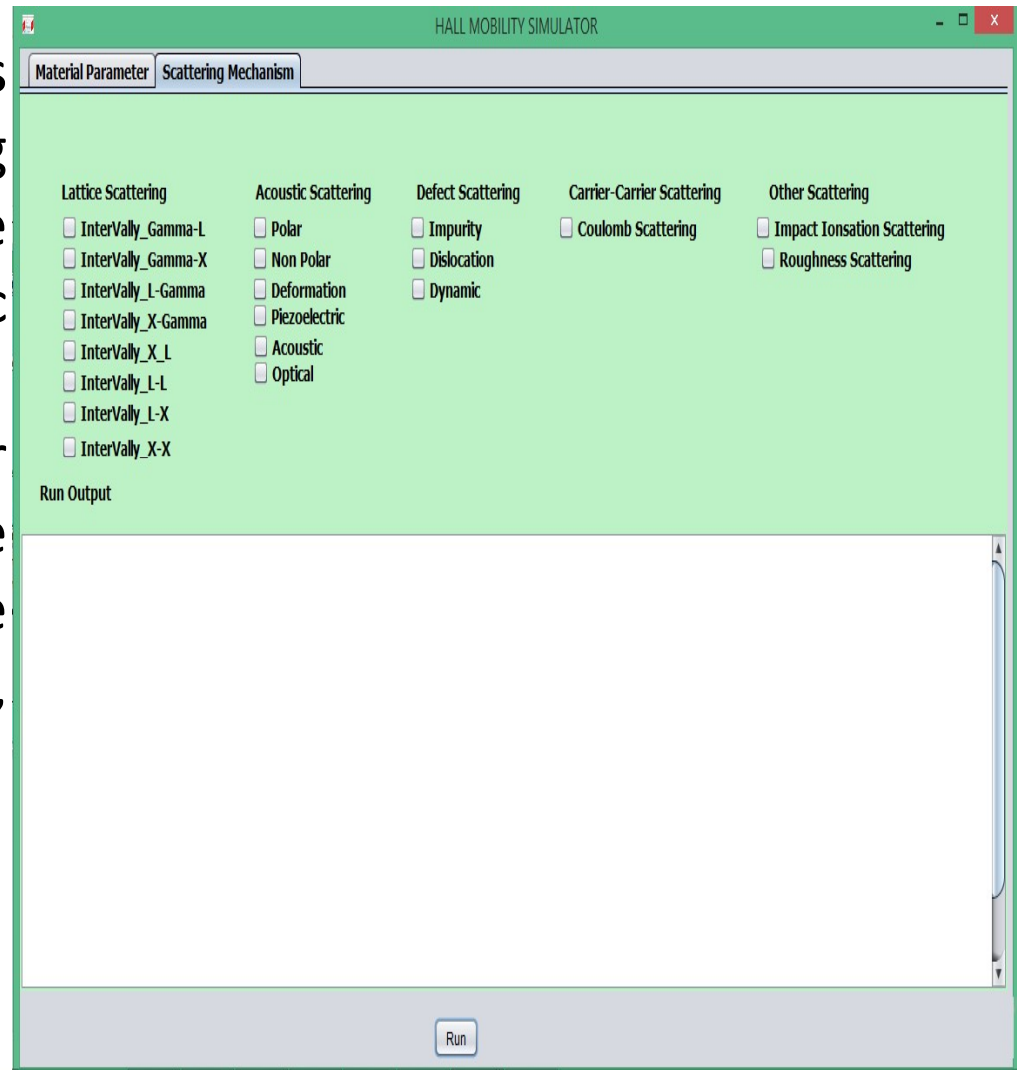 HALL MOBILITY SIMULATOR
Material Parameter Scattering Mechanism
Lattice Scattering Acoustic Scattering Defect Scattering Carrier-Carrier Scattering Other Scattering
InterVally_Gamma-L Polar Impurity Coulomb Scattering Impact Ionsation Scattering
InterVally_Gamma-X Non Polar Dislocation Roughness Scattering
InterVally_L-Gamma Deformation Dynamic
InterVally_X-Gamma Piezoelectric
InterVally_X_L Acoustic
InterVally_L-L Optical
InterVally_L-X
InterVally_X-X
Run Output
Run